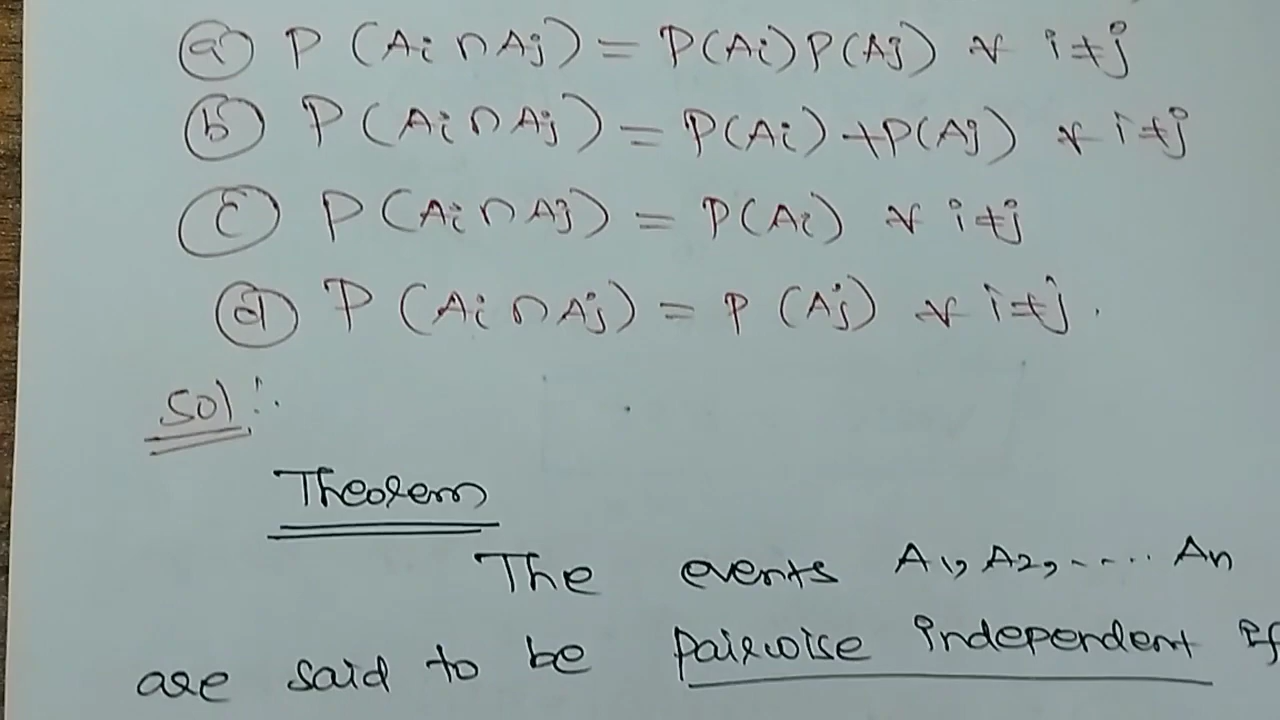 (a) P (Ai ∩ Aj) = P(Ai) P(Aj) ∀ i ≠ j
(b) P (Ai ∩ Aj) = P(Ai) + P(Aj) ∀ i ≠ j
(c) P (Ai ∩ Aj) = P(Ai) ∀ i ≠ j
(d) P (Ai ∩ Aj) = P (Aj) ∀ i ≠ j.
Sol:
Theorem
The events A1, A2, ..... An
are said to be Pairwise independent if